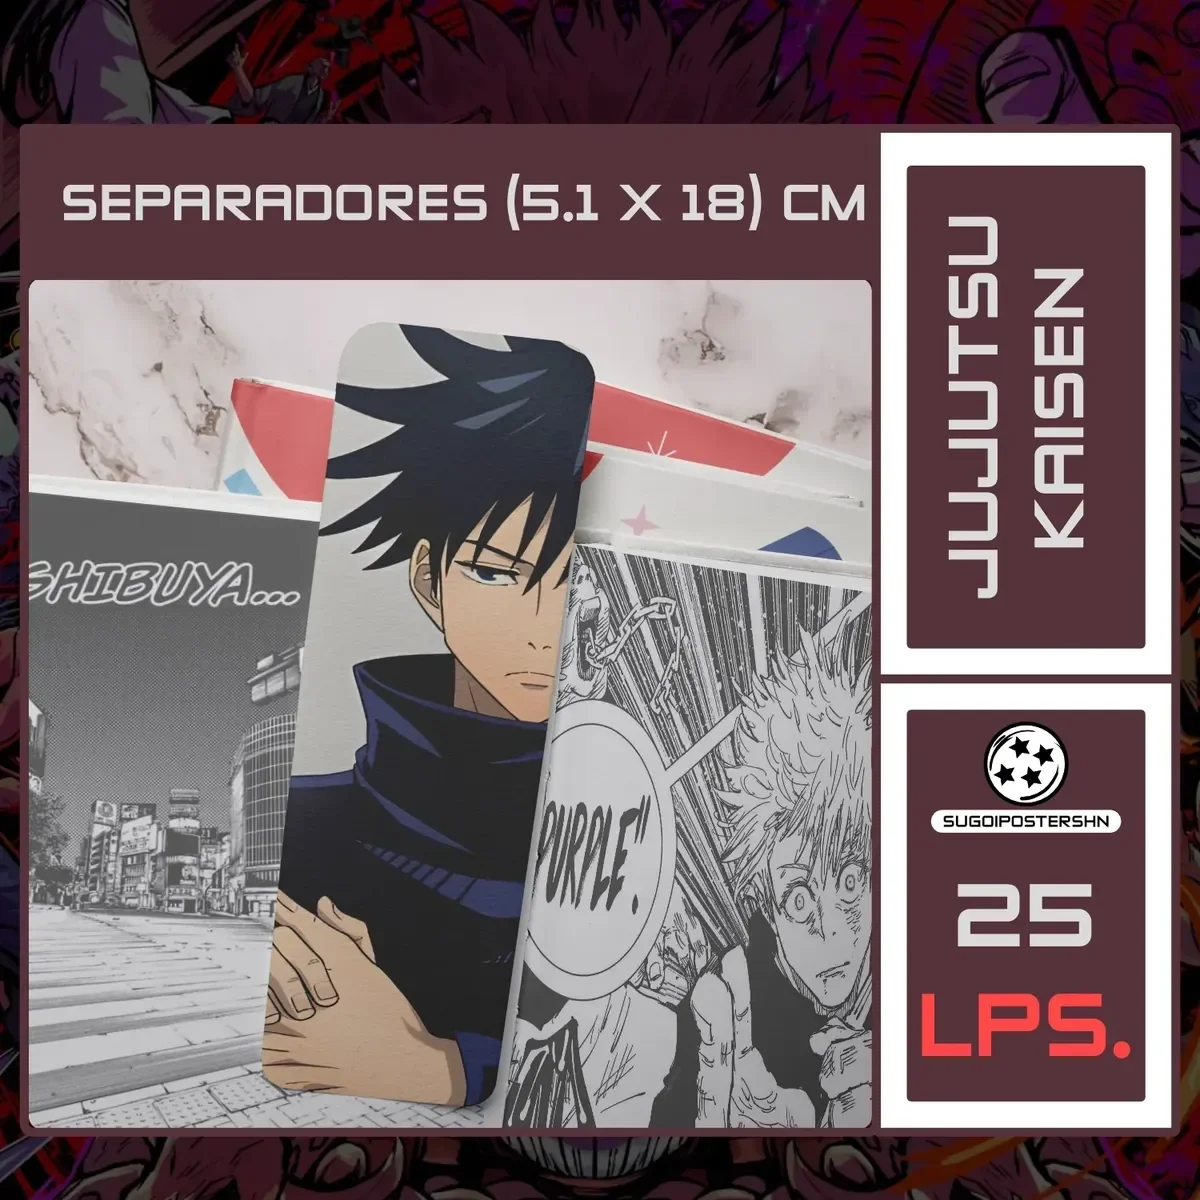 SEPARADORES (5.1 X 18) CM
JUJUTSU
KAISEN
SHIBUYA...
PURPLE".
SUGOIPOSTERSHN
25
LPS.